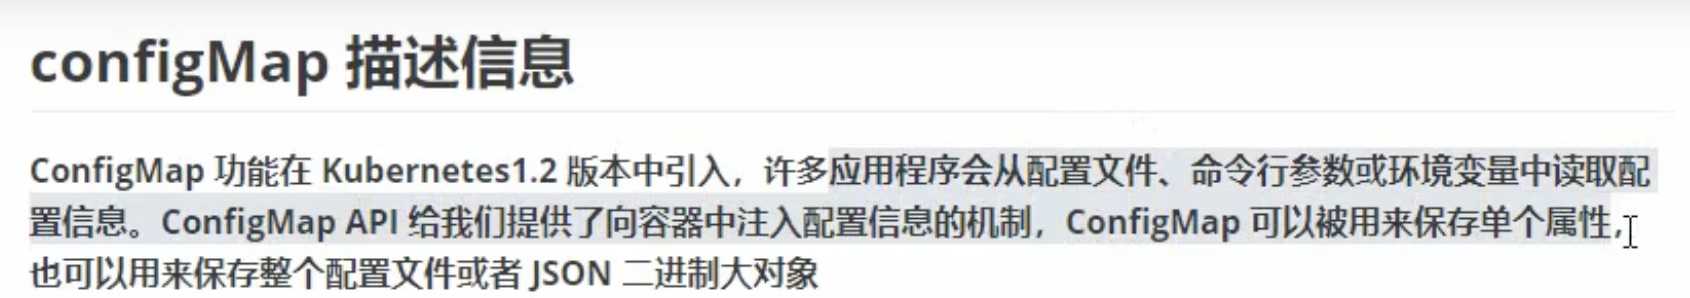 configMap 描述信息
ConfigMap 功能在 Kubernetes1.2 版本中引入，许多应用程序会从配置文件、命令行参数或环境变量中读取配
置信息。ConfigMap API 给我们提供了向容器中注入配置信息的机制，ConfigMap 可以被用来保存单个属性，
也可以用来保存整个配置文件或者 JSON 二进制大对象